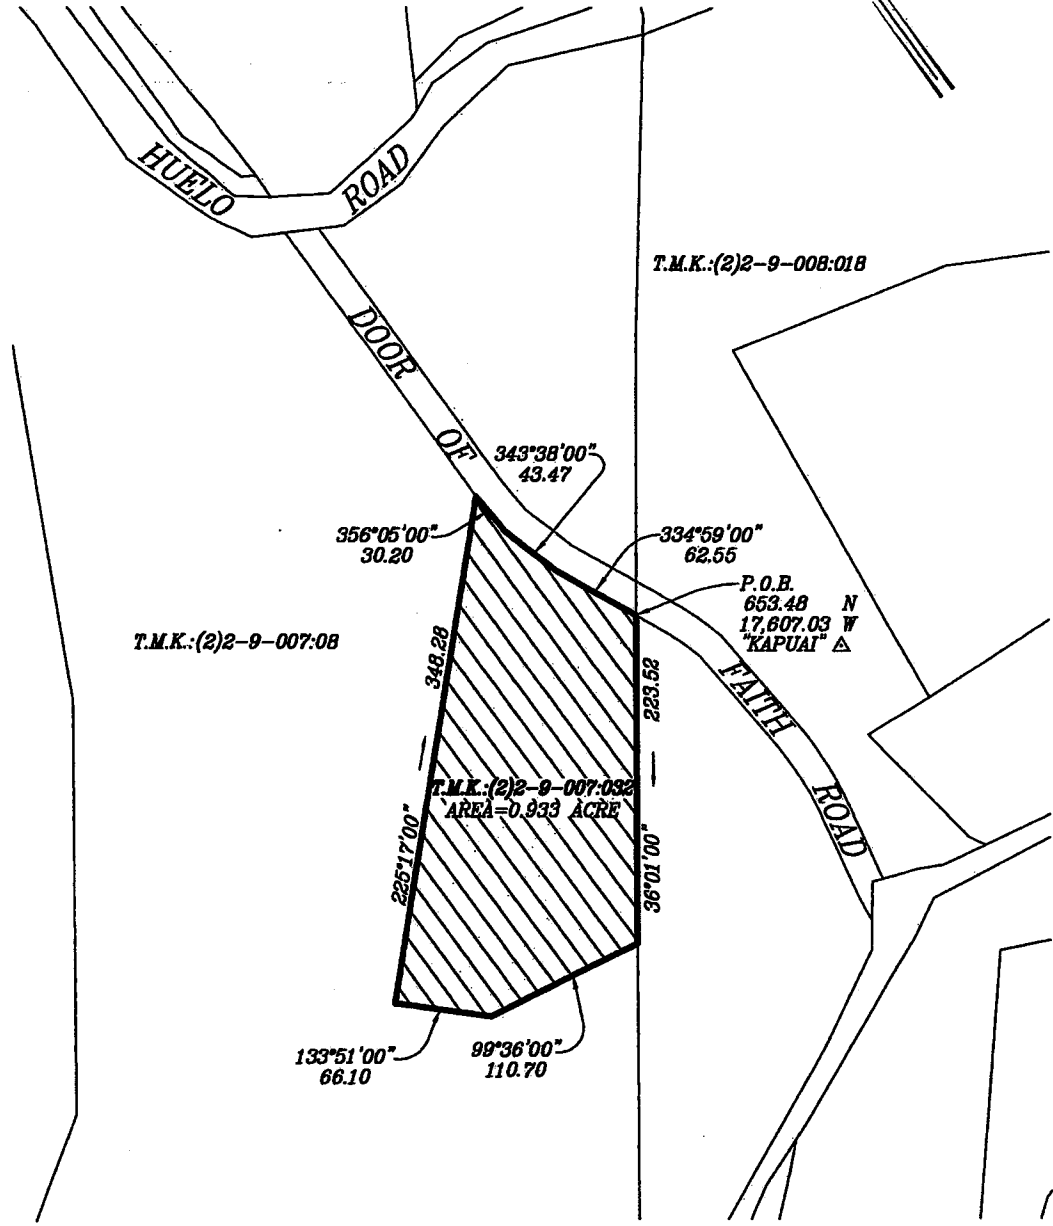 HUELO
ROAD
T.M.K.:(2)2-9-008:018
DOOR
OF
343°38'00"
43.47
356°05'00"
30.20
334°59'00"
62.55
P.O.B.
653.48 N
17,607.03 W
"KAPUAI"
T.M.K.:(2)2-9-007:08
348.28
223.52
FAITH
T.M.K.:(2)2-9-007:032
AREA=0.933 ACRE
ROAD
225°17'00"
36°01'00"
133°51'00"
66.10
99°36'00"
110.70